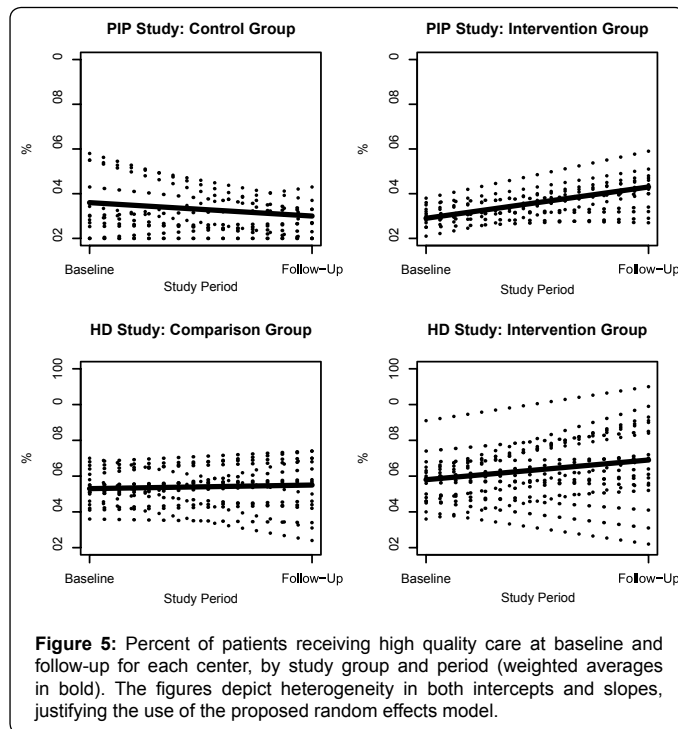 PIP Study: Control Group
0
08
06
04
02
%
Baseline
Follow-Up
Study Period
PIP Study: Intervention Group
0
08
06
04
02
%
Baseline
Follow-Up
Study Period
HD Study: Comparison Group
100
0
08
06
04
02
%
Baseline
Follow-Up
Study Period
HD Study: Intervention Group
100
0
08
06
04
02
%
Baseline
Follow-Up
Study Period
Figure 5: Percent of patients receiving high quality care at baseline and
follow-up for each center, by study group and period (weighted averages
in bold). The figures depict heterogeneity in both intercepts and slopes,
justifying the use of the proposed random effects model.